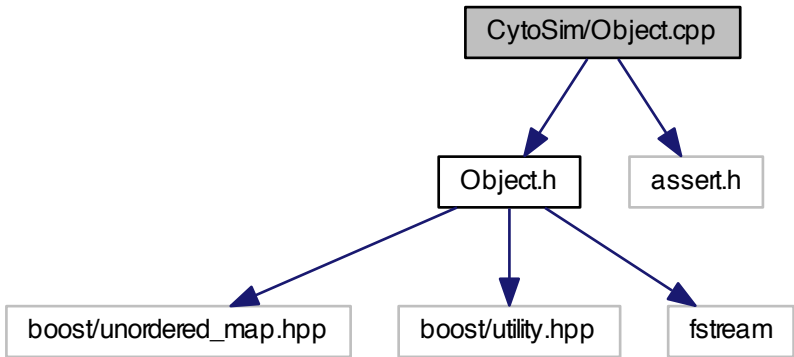 CytoSim/Object.cpp
Object.h
assert.h
boost/unordered_map.hpp
boost/utility.hpp
fstream